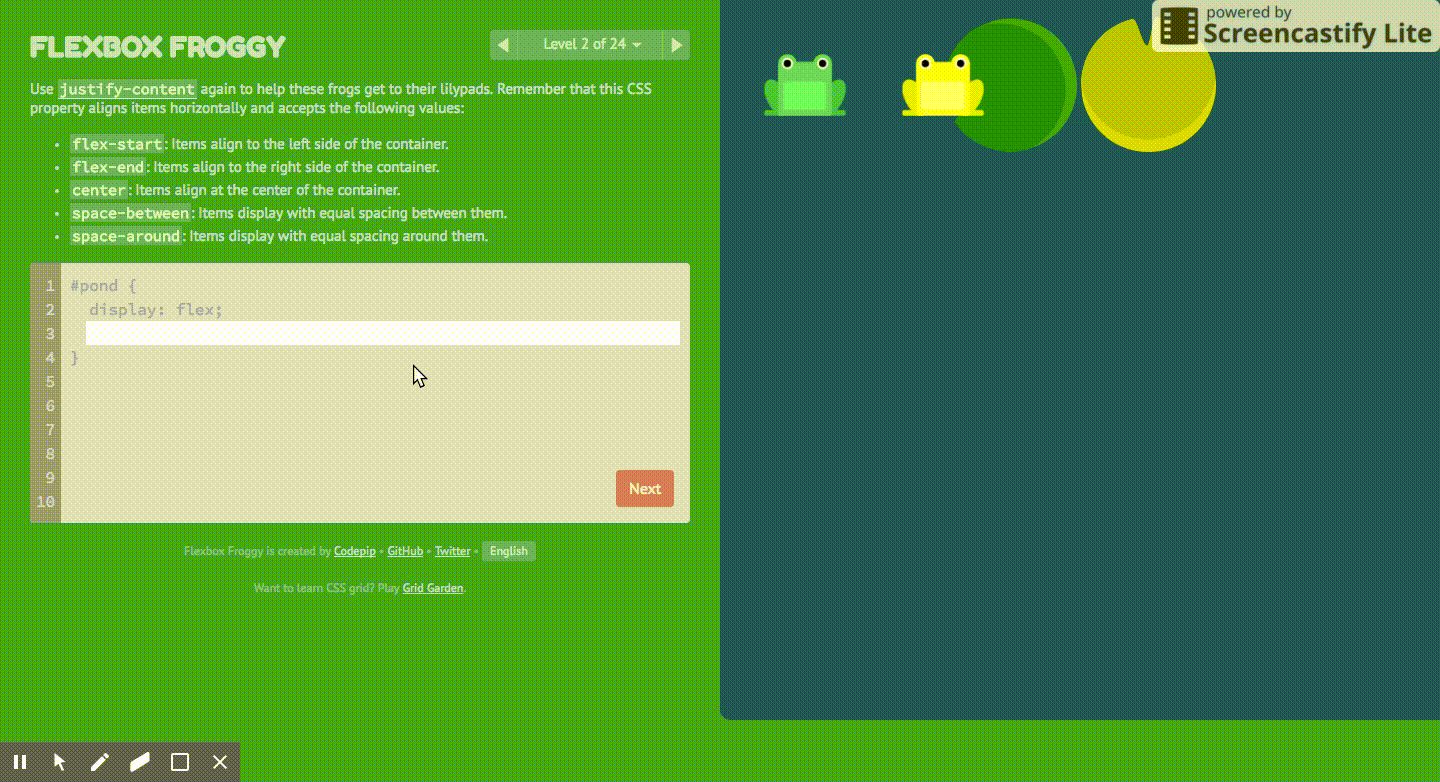 FLEXBOX FROGGY
Level 2 of 24
powered by
Screencastify Lite
Use justify-content again to help these frogs get to their lilypads. Remember that this CSS
property aligns items horizontally and accepts the following values:
• flex-start: Items align to the left side of the container.
• flex-end: Items align to the right side of the container.
• center: Items align at the center of the container.
• space-between: Items display with equal spacing between them.
• space-around: Items display with equal spacing around them.
1 #pond {
2 display: flex;
3
4 }
5
6
7
8
9
10
Next
Flexbox Froggy is created by Codepip • GitHub • Twitter • English
Want to learn CSS grid? Play Grid Garden.